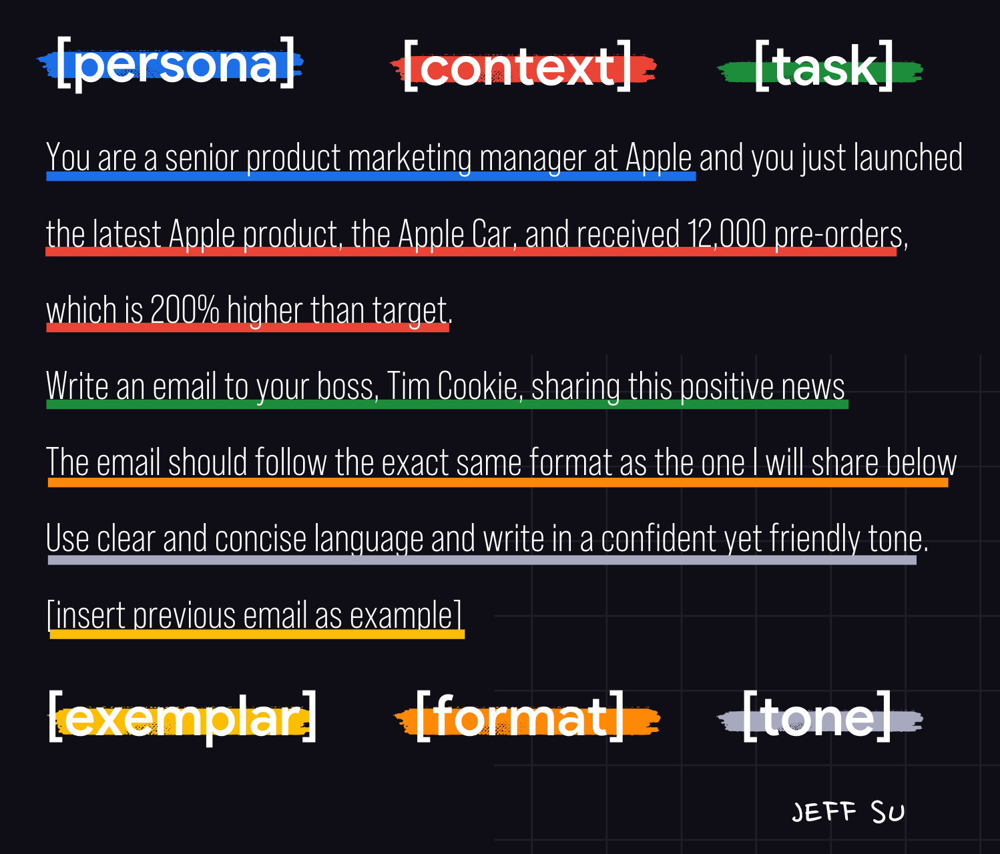 [persona] [context] [task]
You are a senior product marketing manager at Apple and you just launched
the latest Apple product, the Apple Car, and received 12,000 pre-orders,
which is 200% higher than target.
Write an email to your boss, Tim Cookie, sharing this positive news
The email should follow the exact same format as the one I will share below
Use clear and concise language and write in a confident yet friendly tone.
[insert previous email as example]
[exemplar] [format] [tone]
JEFF SU